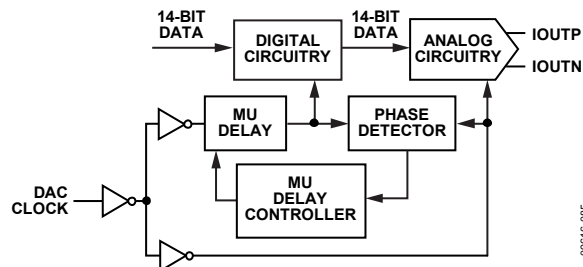 14-BIT
DATA
DIGITAL
CIRCUITRY
14-BIT
DATA
ANALOG
CIRCUITRY
IOUTP
IOUTN
MU
DELAY
PHASE
DETECTOR
MU
DELAY
CONTROLLER
DAC
CLOCK